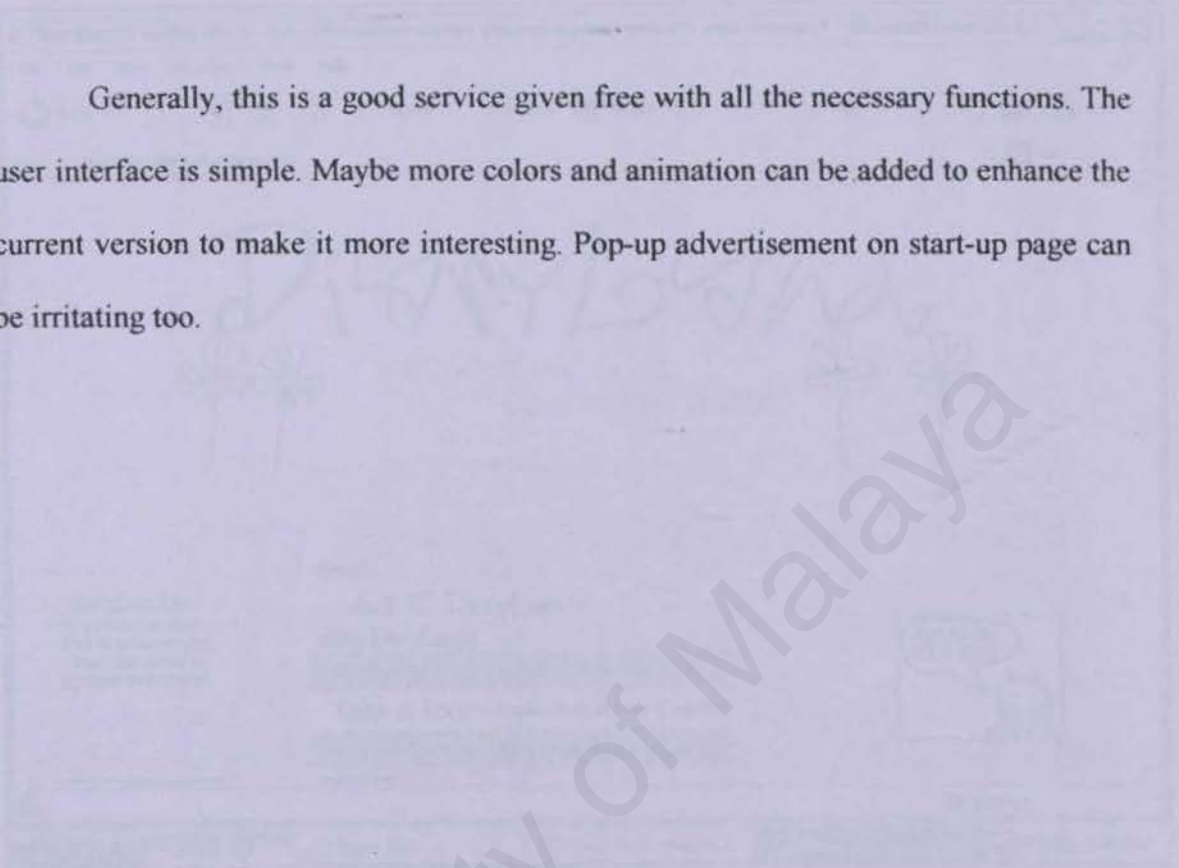 Generally, this is a good service given free with all the necessary functions. The
user interface is simple. Maybe more colors and animation can be added to enhance the
current version to make it more interesting. Pop-up advertisement on start-up page can
be irritating too.
of Malaya